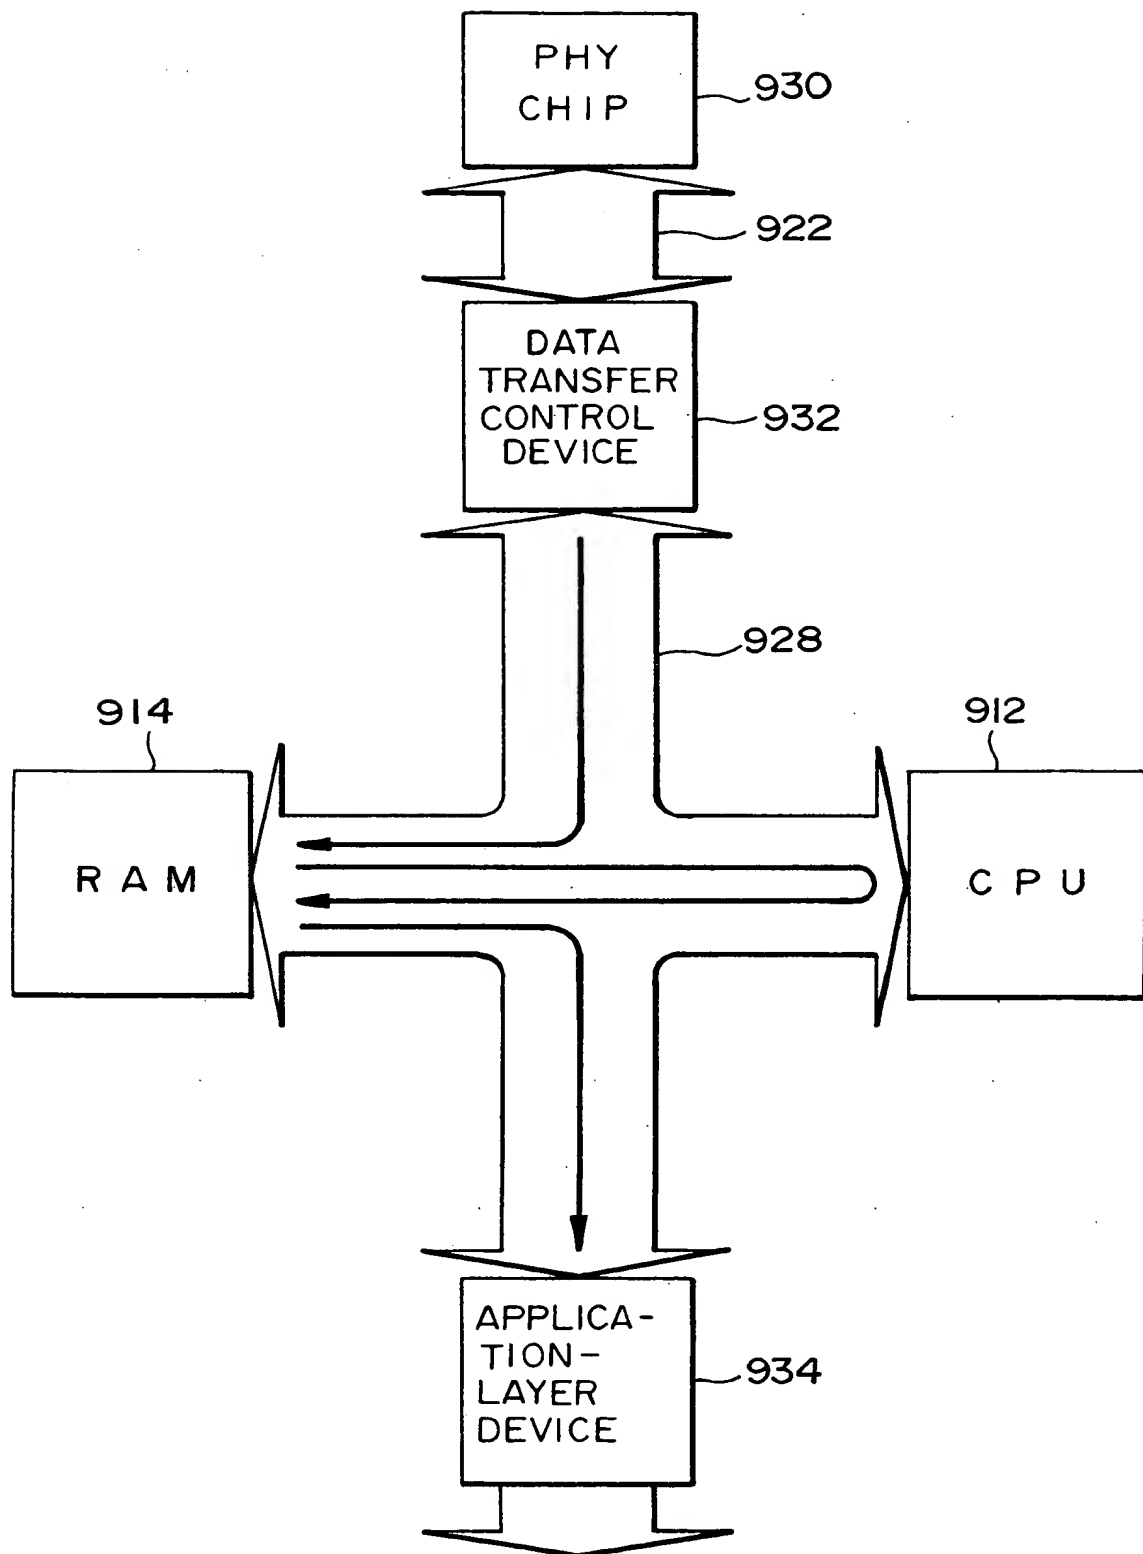 PHY
CHIP
930
922
DATA
TRANSFER
CONTROL
DEVICE
932
928
914
912
RAM
CPU
APPLICA-
TION-
LAYER
DEVICE
934